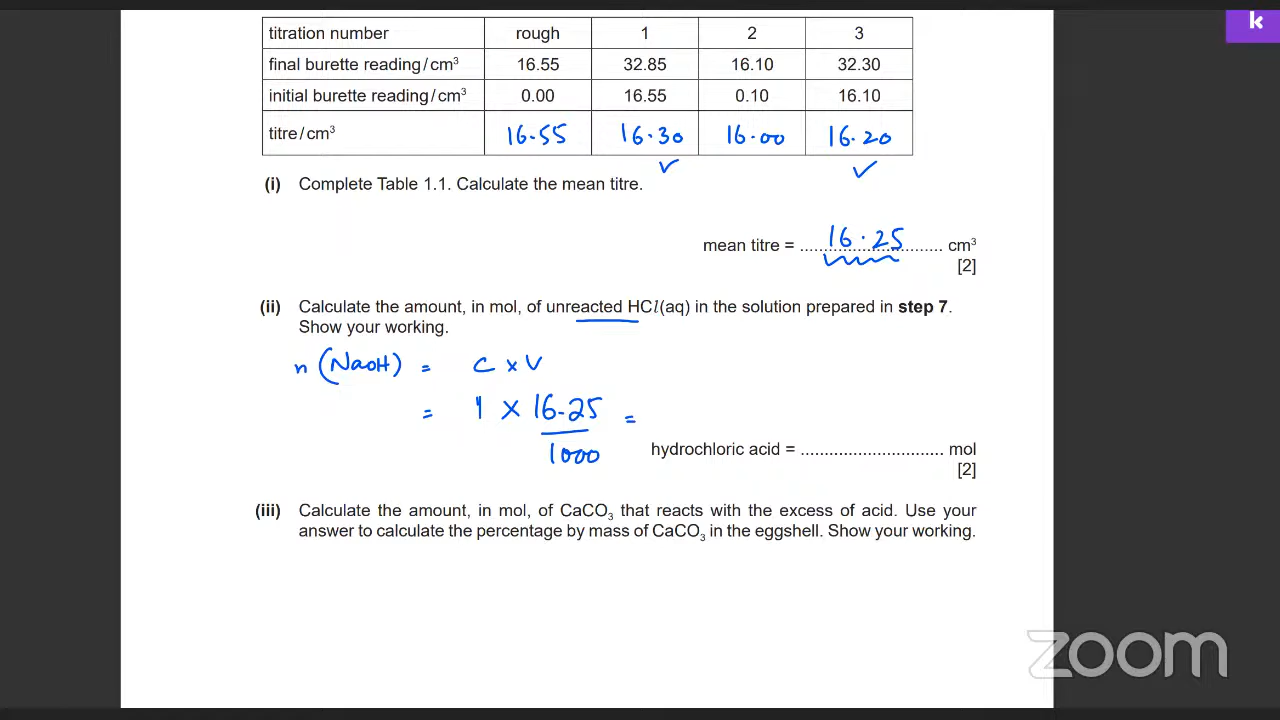 k
titration number rough 1 2 3
final burette reading/cm³ 16.55 32.85 16.10 32.30
initial burette reading/cm³ 0.00 16.55 0.10 16.10
titre/cm³ 16.55 16.30 16.00 16.20
✓ ✓
(i) Complete Table 1.1. Calculate the mean titre.
mean titre = ....16.25.... cm³
[2]
(ii) Calculate the amount, in mol, of unreacted HCl(aq) in the solution prepared in step 7.
Show your working.
n (NaOH) = C × V
= 1 × 16.25 =
1000
hydrochloric acid = .............................. mol
[2]
(iii) Calculate the amount, in mol, of CaCO₃ that reacts with the excess of acid. Use your
answer to calculate the percentage by mass of CaCO₃ in the eggshell. Show your working.
zoom